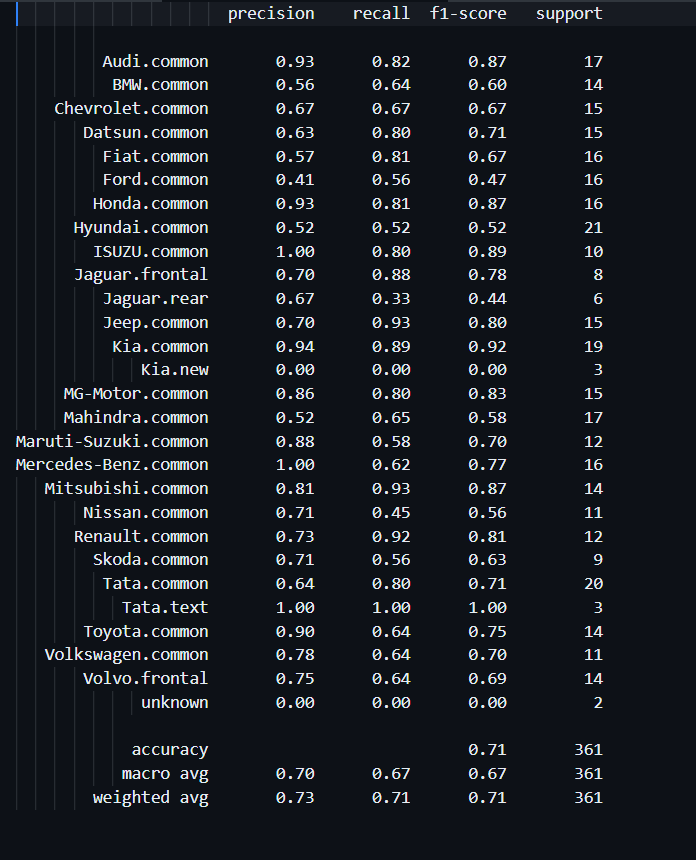 precision recall f1-score support
Audi.common 0.93 0.82 0.87 17
BMW.common 0.56 0.64 0.60 14
Chevrolet.common 0.67 0.67 0.67 15
Datsun.common 0.63 0.80 0.71 15
Fiat.common 0.57 0.81 0.67 16
Ford.common 0.41 0.56 0.47 16
Honda.common 0.93 0.81 0.87 16
Hyundai.common 0.52 0.52 0.52 21
ISUZU.common 1.00 0.80 0.89 10
Jaguar.frontal 0.70 0.88 0.78 8
Jaguar.rear 0.67 0.33 0.44 6
Jeep.common 0.70 0.93 0.80 15
Kia.common 0.94 0.89 0.92 19
Kia.new 0.00 0.00 0.00 3
MG-Motor.common 0.86 0.80 0.83 15
Mahindra.common 0.52 0.65 0.58 17
Maruti-Suzuki.common 0.88 0.58 0.70 12
Mercedes-Benz.common 1.00 0.62 0.77 16
Mitsubishi.common 0.81 0.93 0.87 14
Nissan.common 0.71 0.45 0.56 11
Renault.common 0.73 0.92 0.81 12
Skoda.common 0.71 0.56 0.63 9
Tata.common 0.64 0.80 0.71 20
Tata.text 1.00 1.00 1.00 3
Toyota.common 0.90 0.64 0.75 14
Volkswagen.common 0.78 0.64 0.70 11
Volvo.frontal 0.75 0.64 0.69 14
unknown 0.00 0.00 0.00 2
accuracy 0.71 361
macro avg 0.70 0.67 0.67 361
weighted avg 0.73 0.71 0.71 361